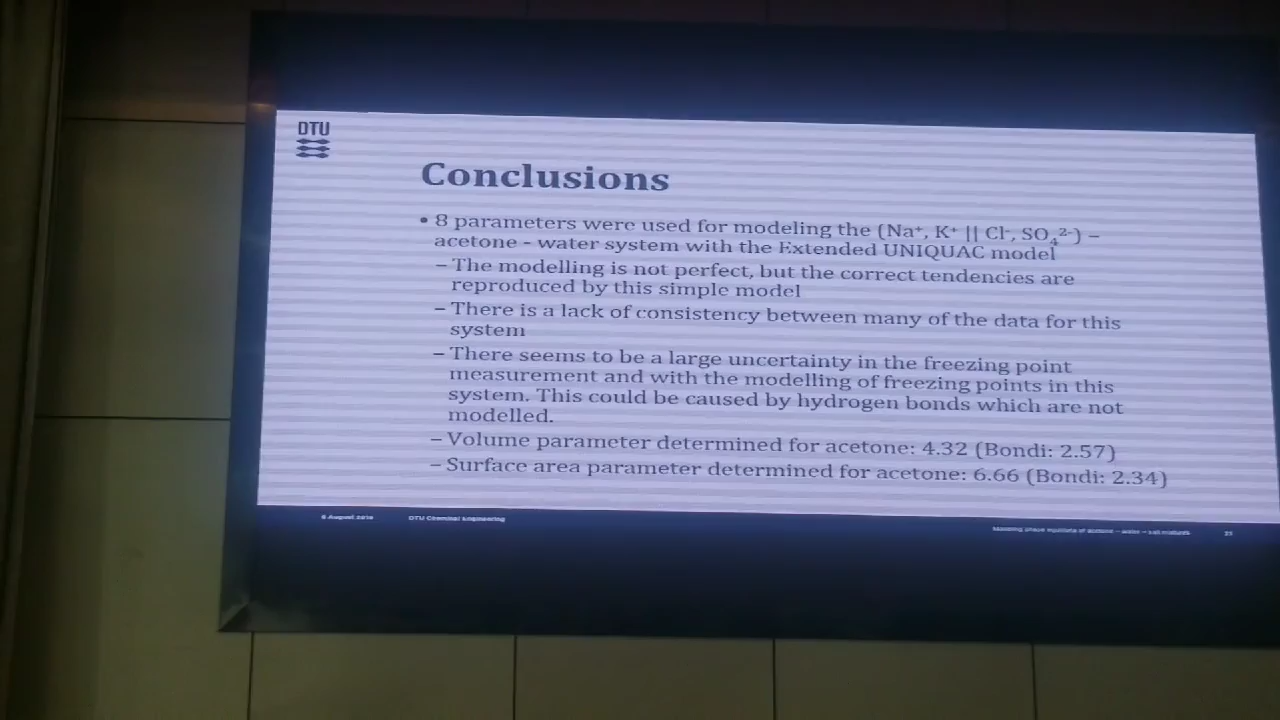 DTU
Conclusions
• 8 parameters were used for modeling the (Na⁺, K⁺ || Cl⁻, SO₄²⁻) –
acetone - water system with the Extended UNIQUAC model
– The modelling is not perfect, but the correct tendencies are
reproduced by this simple model
– There is a lack of consistency between many of the data for this
system
– There seems to be a large uncertainty in the freezing point
measurement and with the modelling of freezing points in this
system. This could be caused by hydrogen bonds which are not
modelled.
– Volume parameter determined for acetone: 4.32 (Bondi: 2.57)
– Surface area parameter determined for acetone: 6.66 (Bondi: 2.34)
DTU Chemical Engineering
of acetone – water – salt mixtures